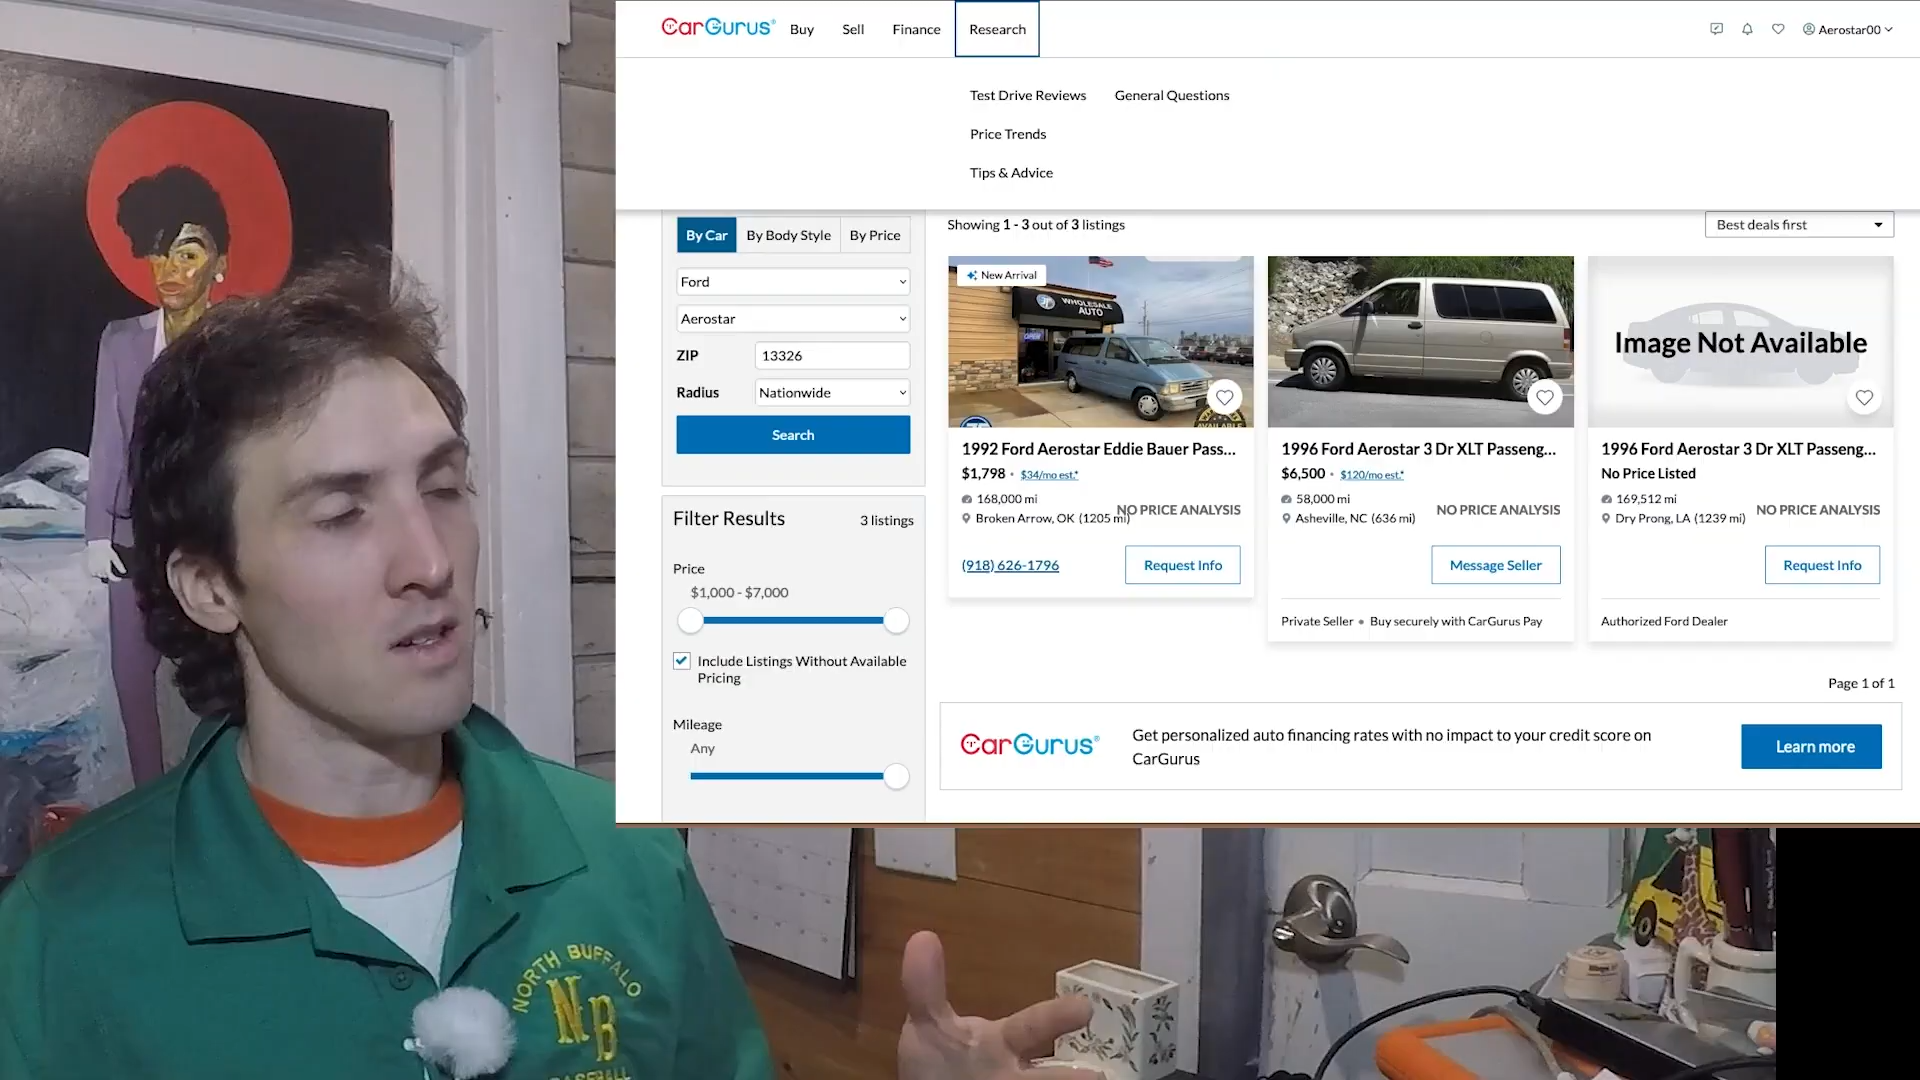 CarGurus®
Buy
Sell
Finance
Research
Aerostar00
Test Drive Reviews
General Questions
Price Trends
Tips & Advice
By Car
By Body Style
By Price
Ford
Aerostar
ZIP
13326
Radius
Nationwide
Search
Filter Results
3 listings
Price
$1,000 - $7,000
Include Listings Without Available
Pricing
Mileage
Any
Showing 1 - 3 out of 3 listings
Best deals first
New Arrival
WHOLESALE
AUTO
OPEN
AVAILABLE
1992 Ford Aerostar Eddie Bauer Pass...
$1,798 • $34/mo est.*
168,000 mi
Broken Arrow, OK (1205 mi)
NO PRICE ANALYSIS
(918) 626-1796
Request Info
1996 Ford Aerostar 3 Dr XLT Passeng...
$6,500 • $120/mo est.*
58,000 mi
Asheville, NC (636 mi)
NO PRICE ANALYSIS
Message Seller
Private Seller • Buy securely with CarGurus Pay
Image Not Available
1996 Ford Aerostar 3 Dr XLT Passeng...
No Price Listed
169,512 mi
Dry Prong, LA (1239 mi)
NO PRICE ANALYSIS
Request Info
Authorized Ford Dealer
Page 1 of 1
CarGurus®
Get personalized auto financing rates with no impact to your credit score on
CarGurus
Learn more
NORTH BUFFALO
NB
BASEBALL